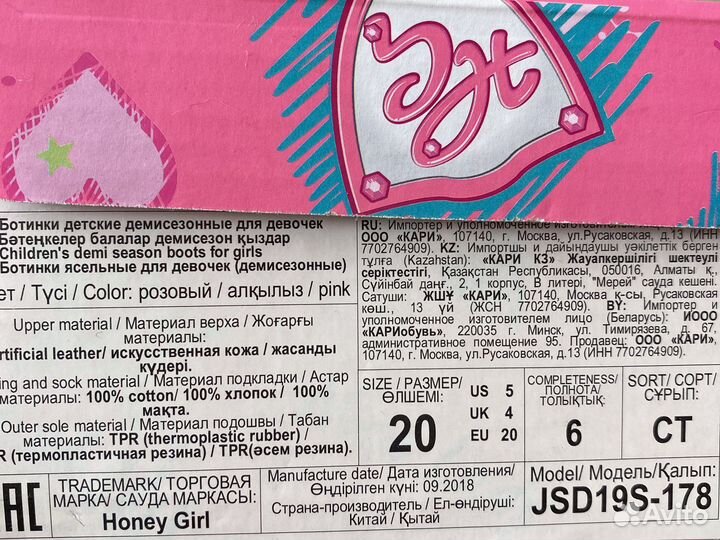 Ботинки детские демисезонные для девочек
Бәтеңкелер балалар демисезон қыздар
Children's demi season boots for girls
Ботинки ясельные для девочек (демисезонные)
ет / Түсі / Color: розовый / алқылыз / pink
Upper material / Материал верха / Жоғарғы
материалы:
rtificial leather/ искусственная кожа / жасанды
күдері.
ing and sock material / Материал подкладки / Астар
материалы: 100% cotton/ 100% хлопок / 100%
мақта.
Outer sole material / Материал подошвы / Табан
материалы: TPR (thermoplastic rubber) /
R (термопластичная резина) / TPR(әсем резина).
RU: Импортер и уполномоченное изготовителем
ООО «КАРИ», 107140, г. Москва, ул.Русаковская, д.13 (ИНН
7702764909). KZ: Импортшы и дайындаушы уәкілеттік берген
тұлға (Kazahstan): «КАРИ КЗ» Жауапкершілігі шектеулі
серіктестігі, Қазақстан Республикасы, 050016, Алматы қ.,
Сүйінбай даңғ., 2, 1 корпус, В литері, "Мерей" сауда кешені.
Сатушы: ЖШҰ «КАРИ», 107140, Москва қ-сы, Русаковская
көш., 13 үй (ЖСН 7702764909). BY: Импортер и
уполномоченное изготовителем лицо (Беларусь): ИООО
«КАРИобувь», 220035 г. Минск, ул. Тимирязева, д. 67,
административное помещение 95. Продавец: ООО «КАРИ»,
107140, г. Москва, ул.Русаковская, д.13 (ИНН 7702764909).
SIZE / РАЗМЕР/
ӨЛШЕМІ:
20
US 5
UK 4
EU 20
COMPLETENESS/
ПОЛНОТА/
ТОЛЫҚТЫҚ:
6
SORT/ СОРТ/
СҰРЫП:
СТ
EAC
TRADEMARK/ ТОРГОВАЯ
МАРКА/ САУДА МАРКАСЫ:
Honey Girl
Manufacture date/ Дата изготовления/
Өндірілген күні: 09.2018
Страна-производитель / Ел-өндіруші:
Китай / Қытай
Model/ Модель/Қалып:
JSD19S-178
Avito